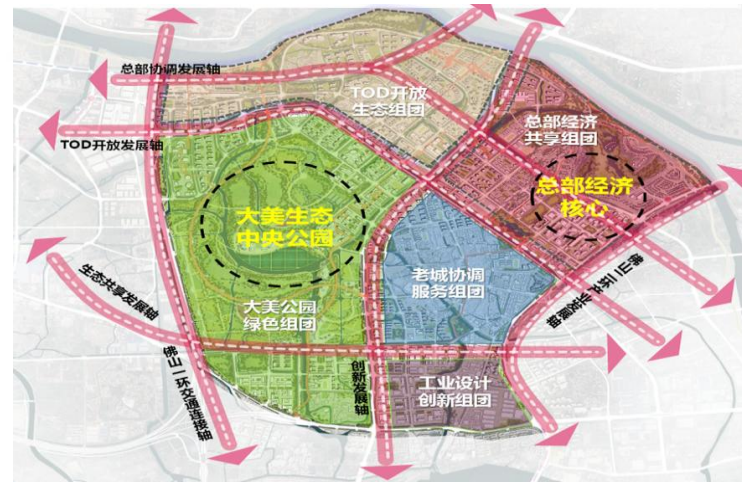 总部协调发展轴
TOD开放
生态组团
总部经济
共享组团
TOD开放发展轴
总部经济
核心
大美生态
中央公园
老城协调
服务组团
佛山二环产业发展轴
生态共享发展轴
大美公园
绿色组团
佛山一环交通连接轴
创新发展轴
工业设计
创新组团